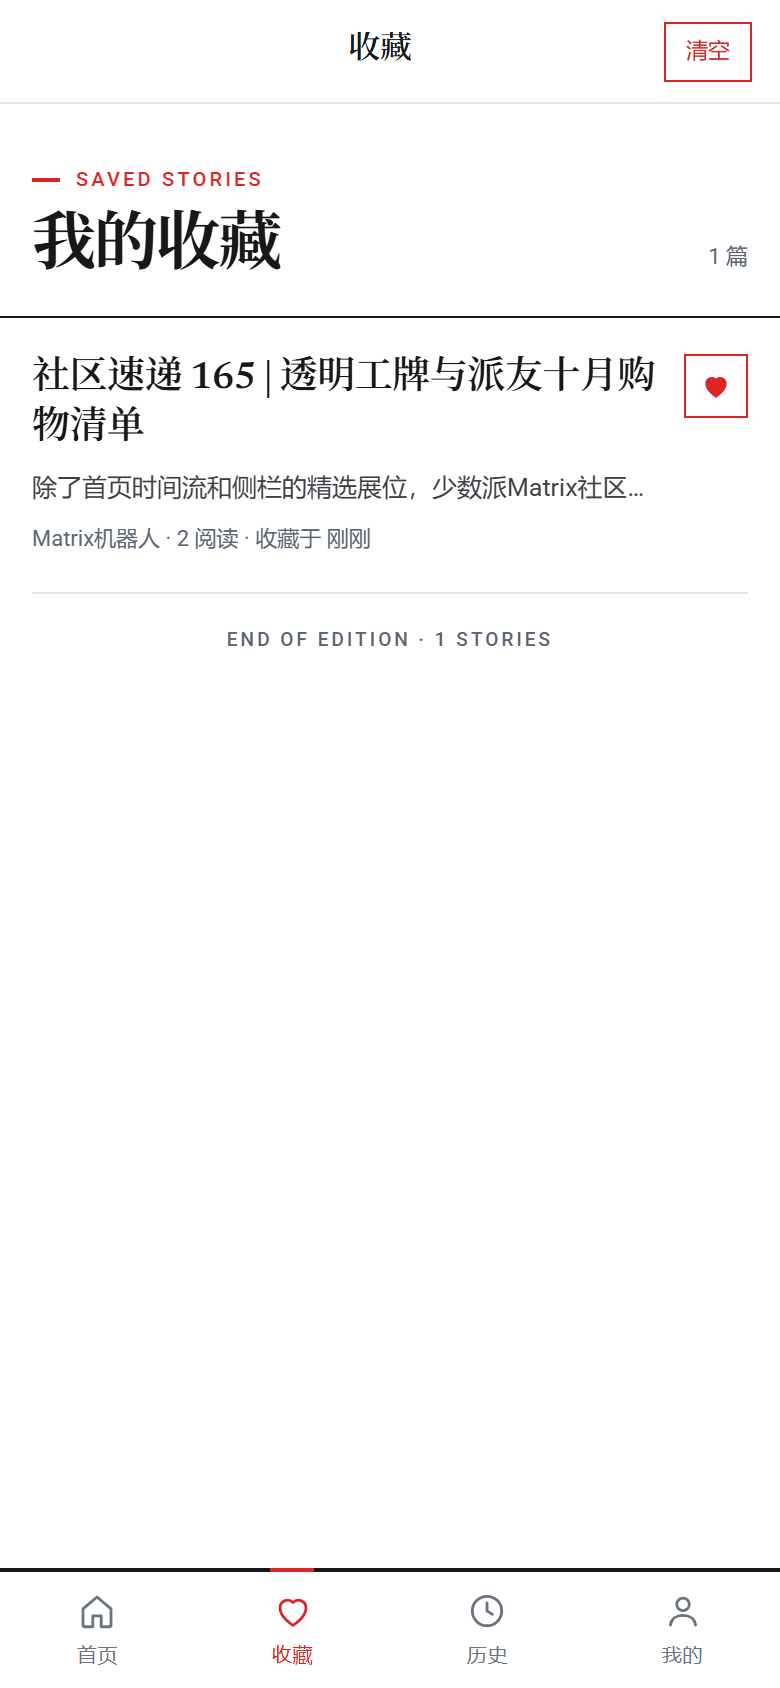 收藏
清空
SAVED STORIES
我的收藏
1 篇
社区速递 165 | 透明工牌与派友十月购
物清单
除了首页时间流和侧栏的精选展位，少数派Matrix社区...
Matrix机器人 · 2 阅读 · 收藏于 刚刚
END OF EDITION · 1 STORIES
首页
收藏
历史
我的